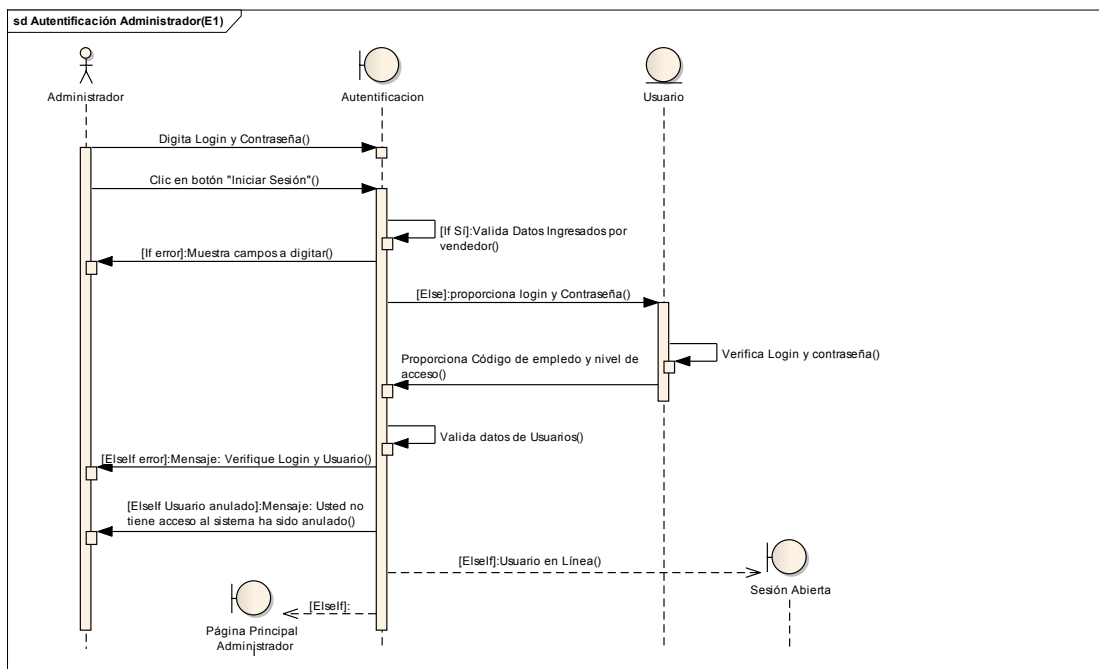 sd Autentificación Administrador(E1)
Administrador
Autentificacion
Usuario
Digita Login y Contraseña()
Clic en botón "Iniciar Sesión"()
[If Sí]:Valida Datos Ingresados por
vendedor()
[If error]:Muestra campos a digitar()
[Else]:proporciona login y Contraseña()
Verifica Login y contraseña()
Proporciona Código de empledo y nivel de
acceso()
Valida datos de Usuarios()
[ElseIf error]:Mensaje: Verifique Login y Usuario()
[ElseIf Usuario anulado]:Mensaje: Usted no
tiene acceso al sistema ha sido anulado()
[ElseIf]:Usuario en Línea()
Sesión Abierta
[ElseIf]:
Página Principal
Administrador